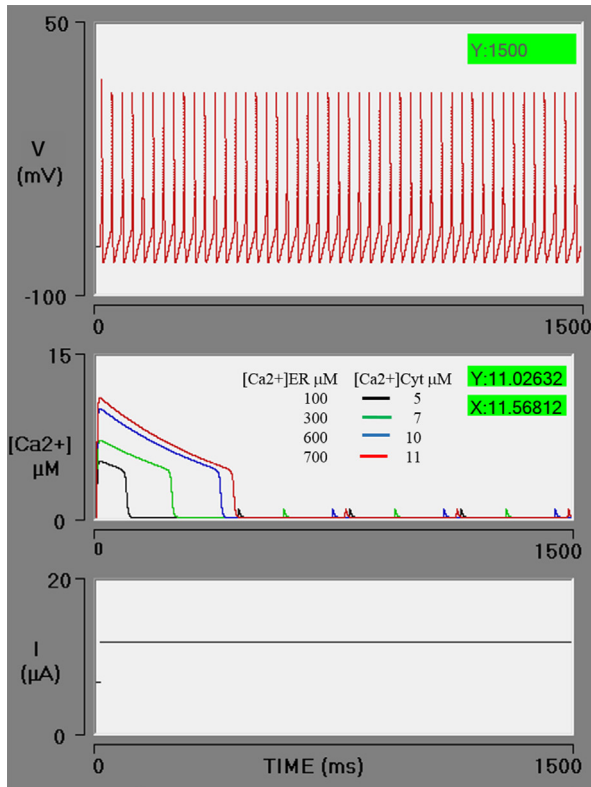 50
Y:1500
V
(mV)
-100
0 1500
15
[Ca2+]ER μM [Ca2+]Cyt μM
Y:11.02632
100 5
X:11.56812
300 7
600 10
700 11
[Ca2+]
μM
0
0 1500
20
I
(μA)
0
0 TIME (ms) 1500